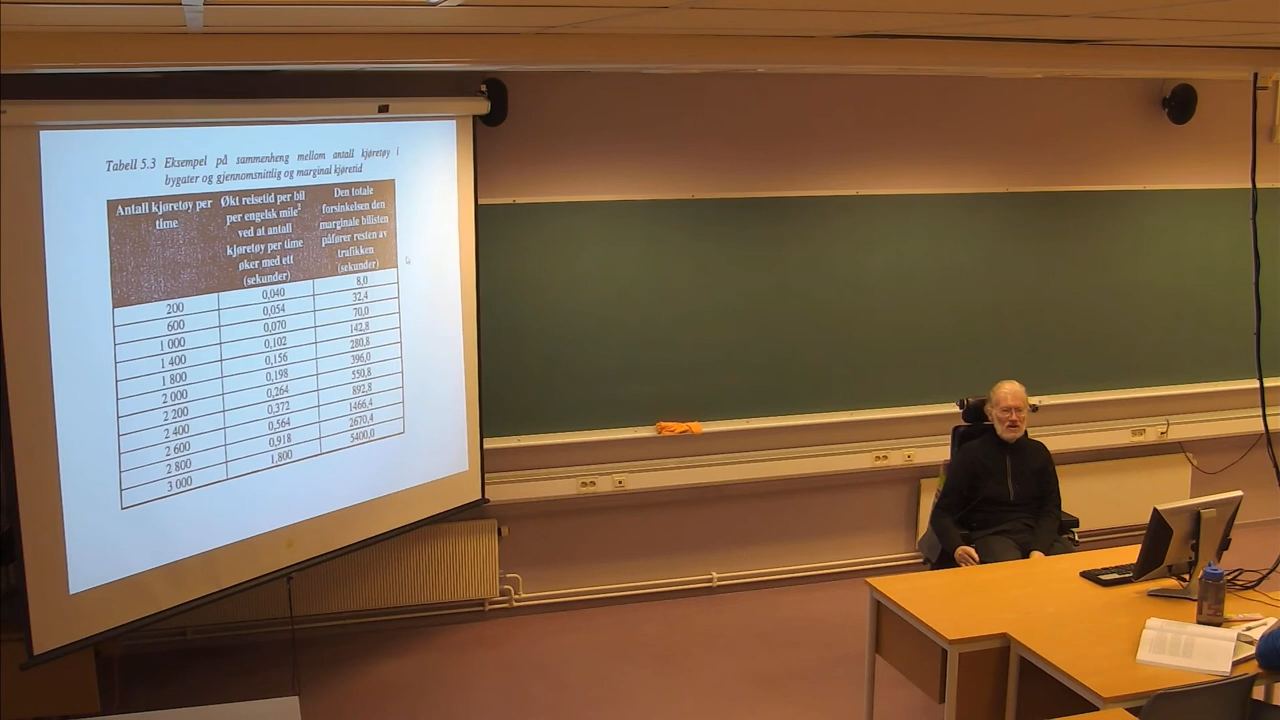 Tabell 5.3 Eksempel på sammenheng mellom antall kjøretøy i
bygater og gjennomsnittlig og marginal kjøretid
Antall kjøretøy per
time
Økt reisetid per bil
per engelsk mile²
ved at antall
kjøretøy per time
øker med ett
(sekunder)
Den totale
forsinkelsen den
marginale bilisten
påfører resten av
trafikken
(sekunder)
200 0,040 8,0
600 0,054 32,4
1 000 0,070 70,0
1 400 0,102 142,8
1 800 0,156 280,8
2 000 0,198 396,0
2 200 0,264 550,8
2 400 0,372 892,8
2 600 0,564 1466,4
2 800 0,918 2670,4
3 000 1,800 5400,0